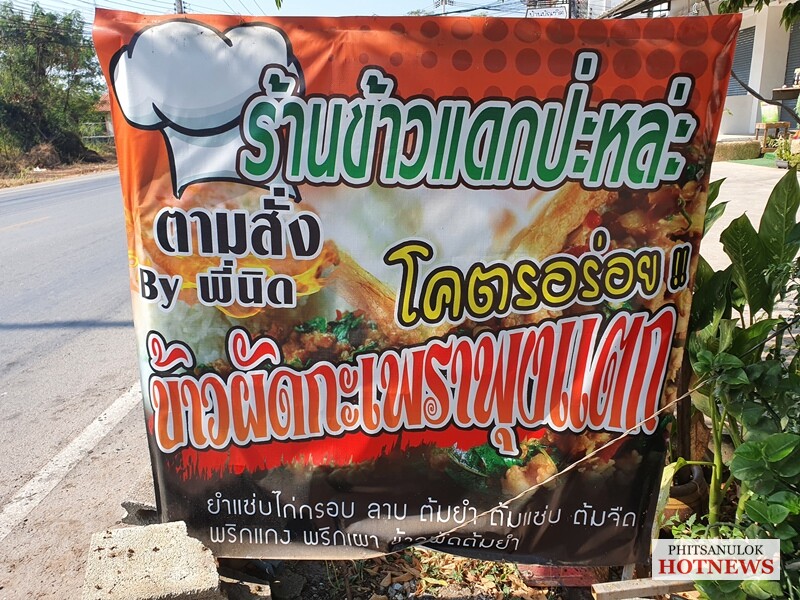 ร้านข้าวแดกป่ะหล่ะ
ตามสั่ง
By พี่นิด
โคตรอร่อย
ข้าวผัดกะเพราพุงแตก
ยำแซ่บไก่กรอบ ลาบ ต้มยำ ต้มแซ่บ ต้มจืด
พริกแกง พริกเผา ข้าวผัดต้มยำ
PHITSANULOK
HOTNEWS